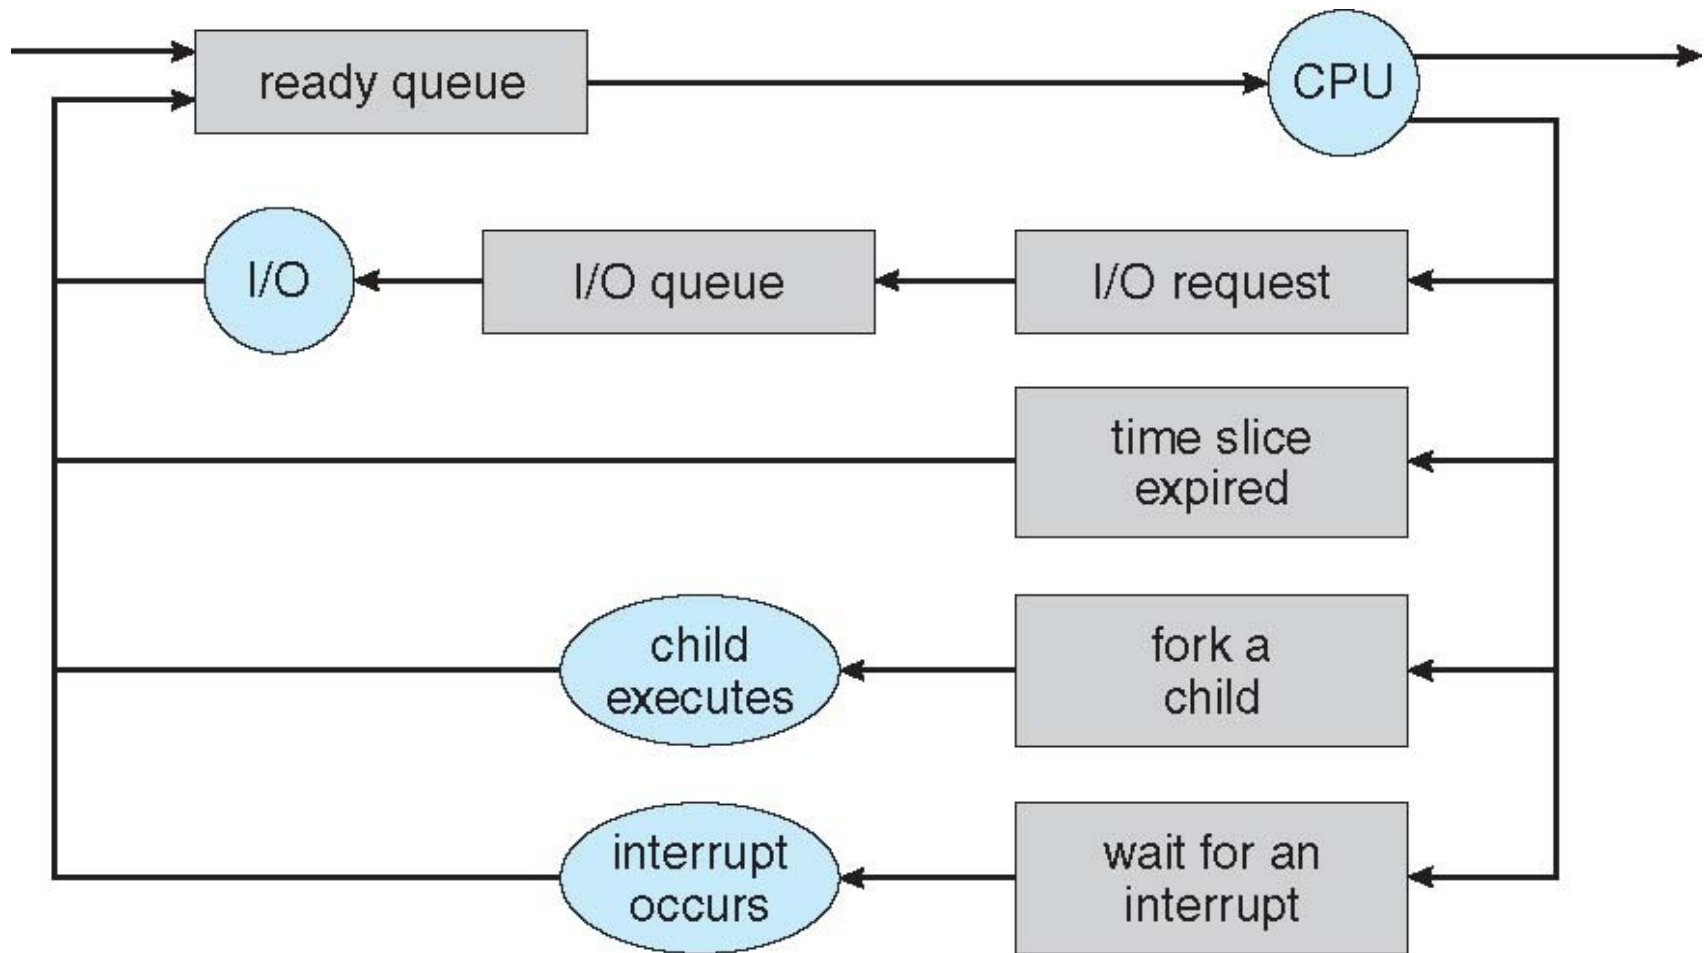 ready queue
CPU
I/O
I/O queue
I/O request
time slice
expired
child
executes
fork a
child
interrupt
occurs
wait for an
interrupt